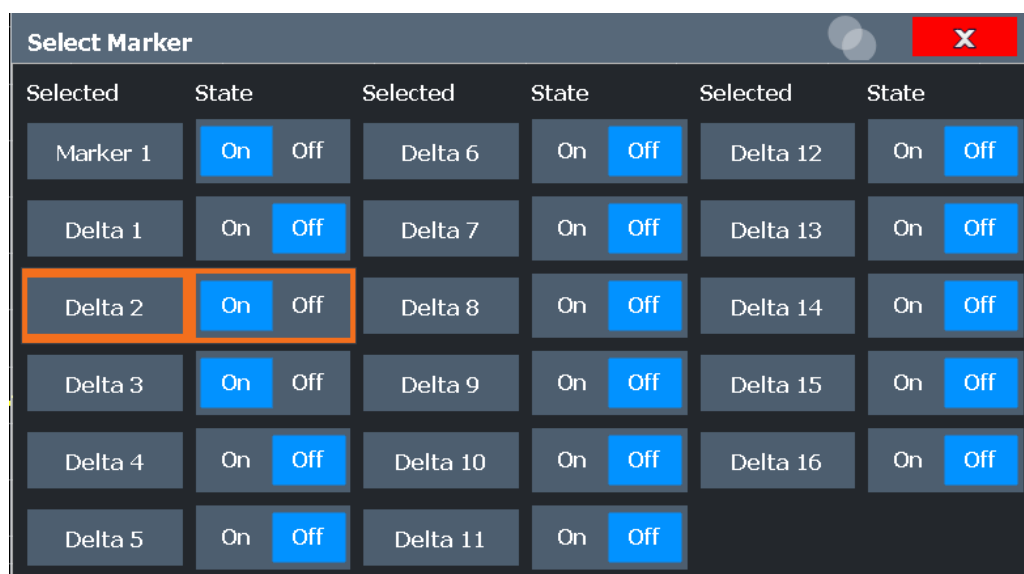 Select Marker X
Selected State Selected State Selected State
Marker 1 On Off Delta 6 On Off Delta 12 On Off
Delta 1 On Off Delta 7 On Off Delta 13 On Off
Delta 2 On Off Delta 8 On Off Delta 14 On Off
Delta 3 On Off Delta 9 On Off Delta 15 On Off
Delta 4 On Off Delta 10 On Off Delta 16 On Off
Delta 5 On Off Delta 11 On Off